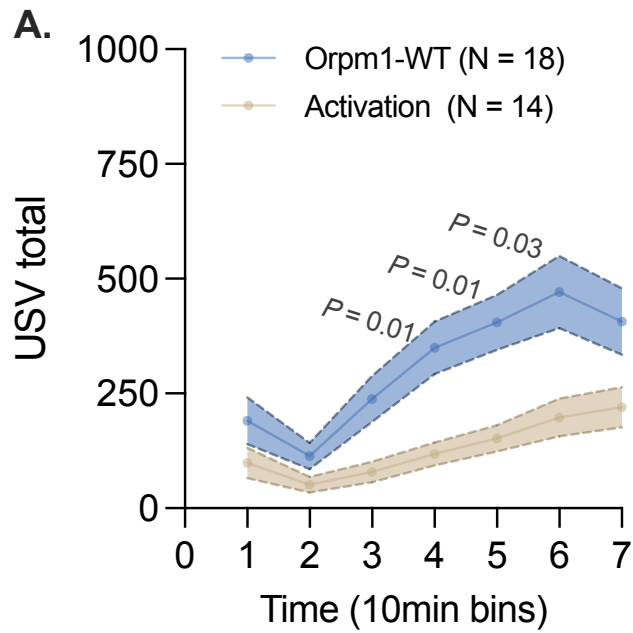 A.
1000
Orpm1-WT (N = 18)
Activation (N = 14)
750
USV total
P = 0.03
500
P = 0.01
P = 0.01
250
0
0 1 2 3 4 5 6 7
Time (10min bins)